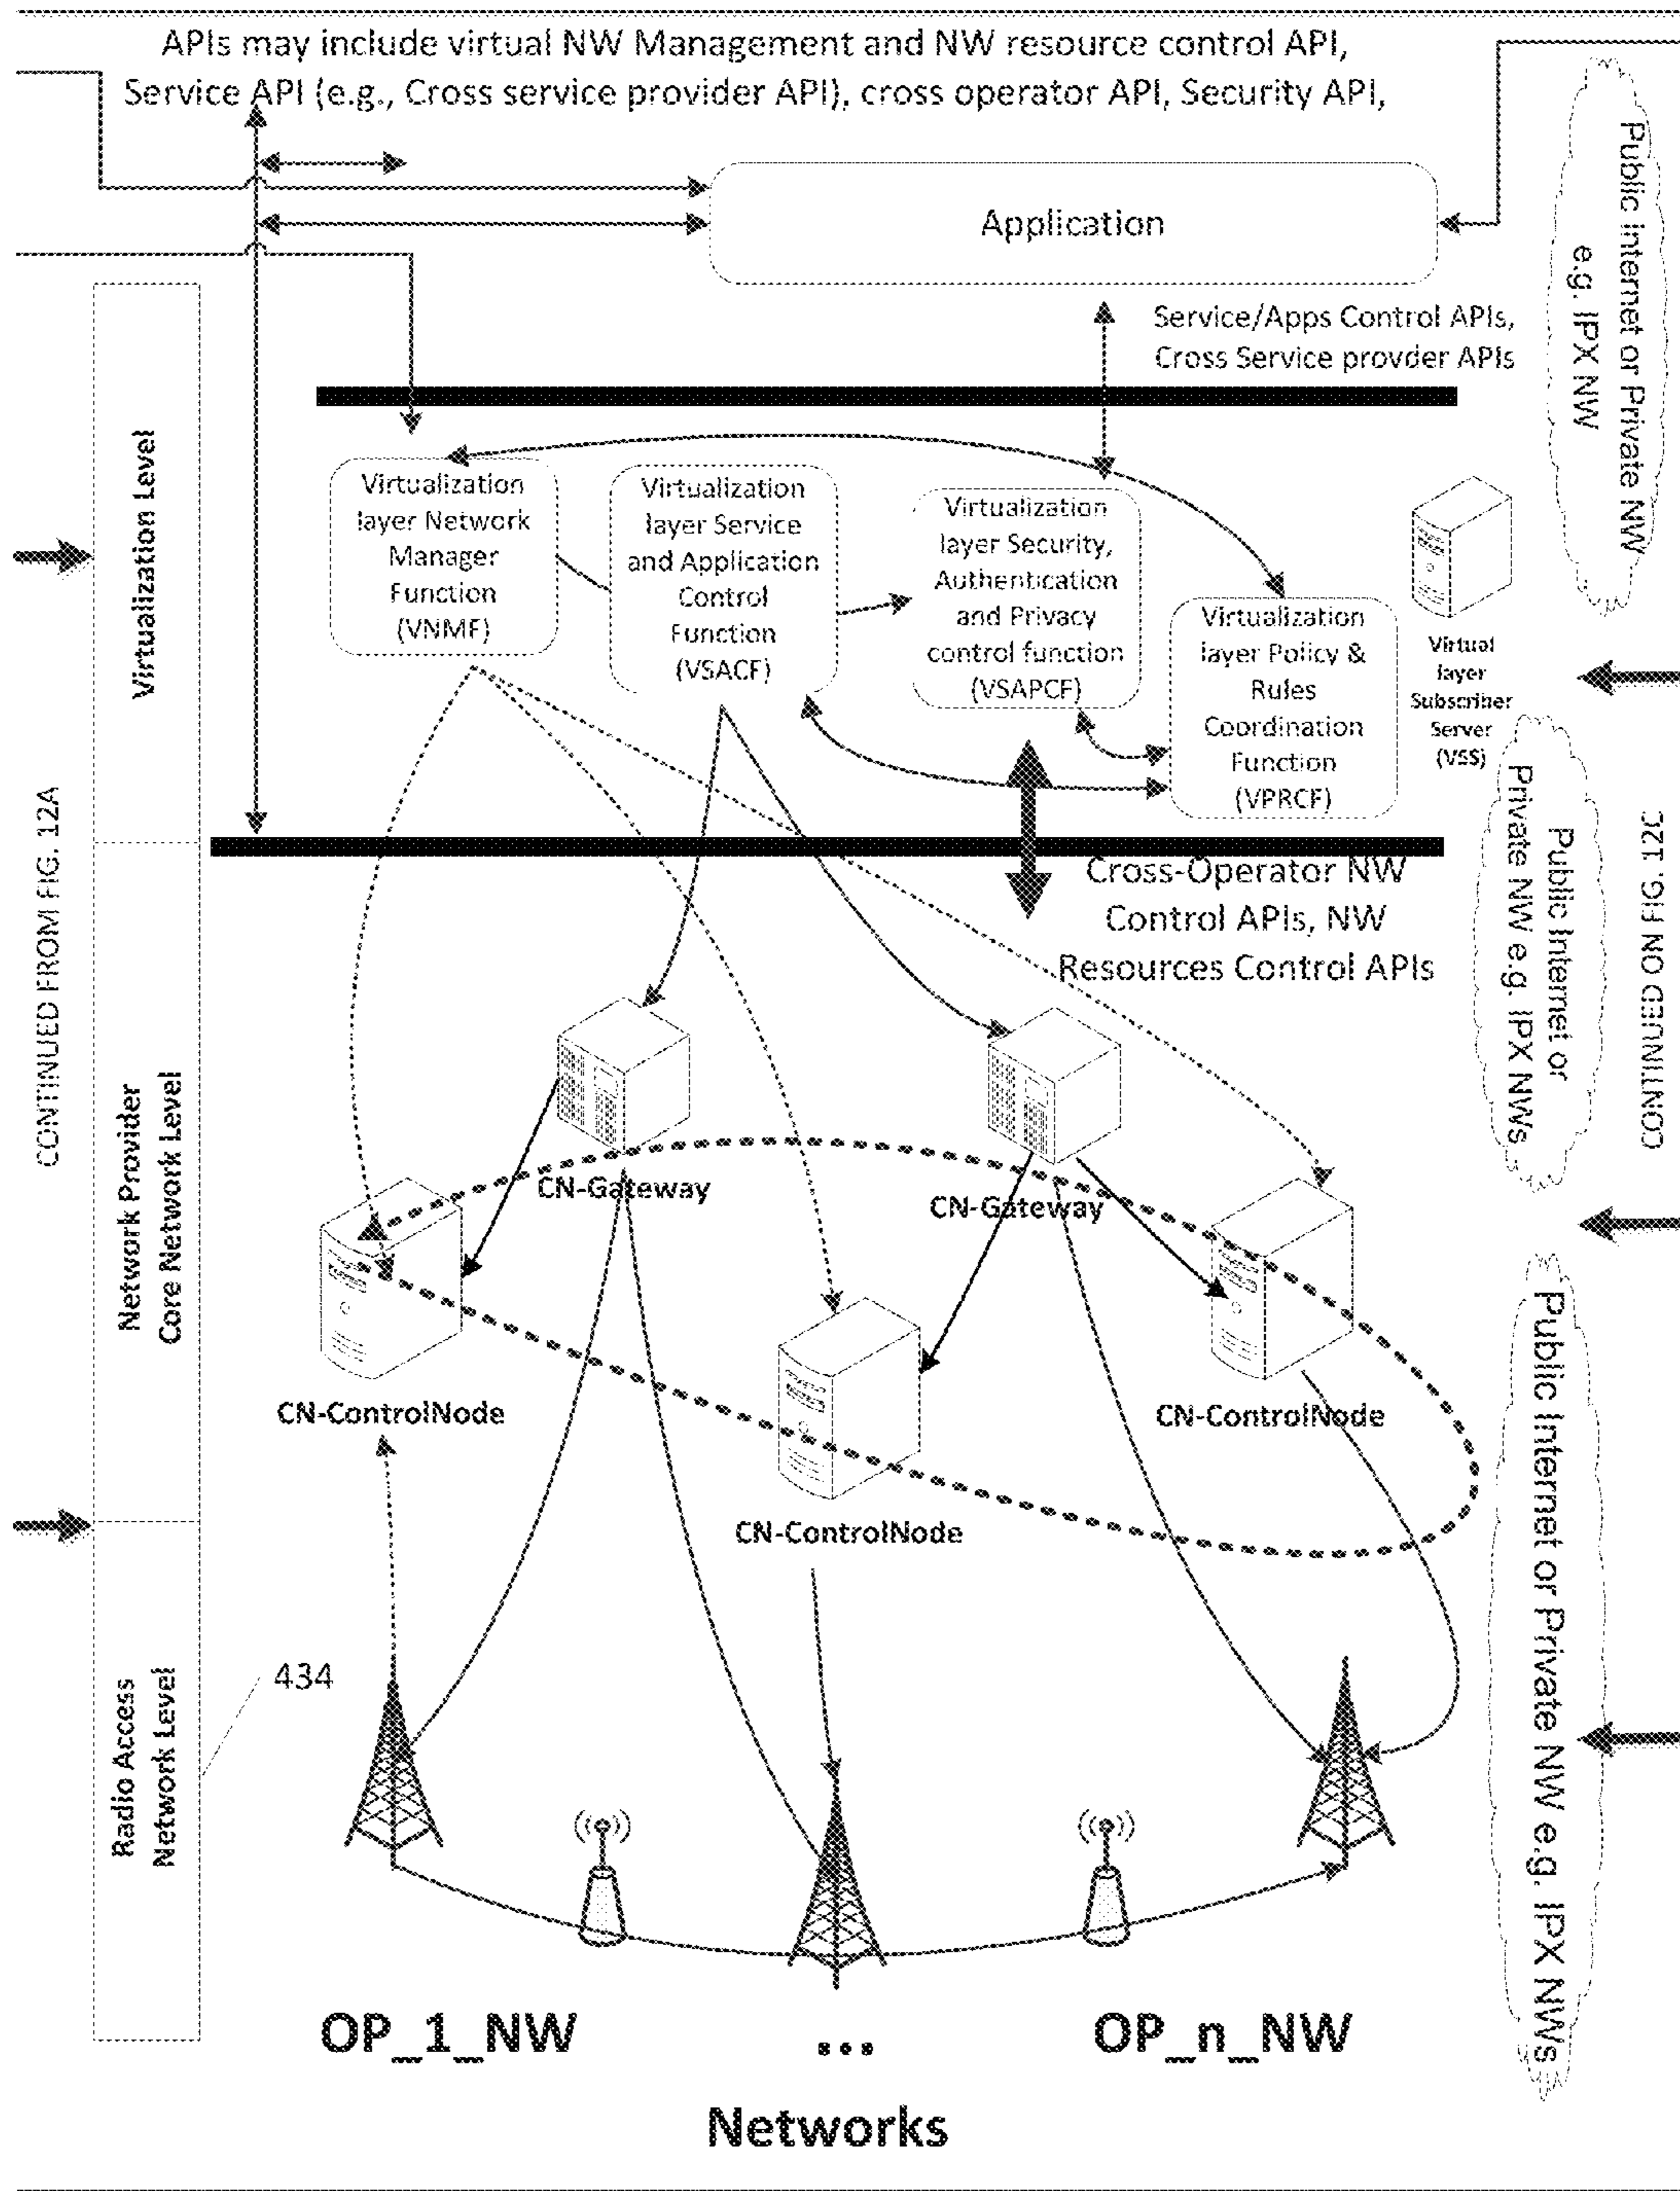 APIs may include virtual NW Management and NW resource control API,
Service API (e.g., Cross service provider API), cross operator API, Security API,
Application
Service/Apps Control APIs,
Cross Service provder APIs
Public Internet or Private NW
e.g. IPX NW
Virtualization Level
Virtualization
layer Network
Manager
Function
(VNMF)
Virtualization
layer Service
and Application
Control
Function
(VSACF)
Virtualization
layer Security,
Authentication
and Privacy
control function
(VSAPCF)
Virtualization
layer Policy &
Rules
Coordination
Function
(VPRCF)
Virtual
layer
Subscriber
Server
(VSS)
CONTINUED FROM FIG. 12A
Cross-Operator NW
Control APIs, NW
Resources Control APIs
Public Internet or
Private NW e.g. IPX NWs
CONTINUED ON FIG. 12C
Network Provider
Core Network Level
CN-Gateway
CN-Gateway
CN-ControlNode
CN-ControlNode
CN-ControlNode
Public Internet or Private NW e.g. IPX NWs
Radio Access
Network Level
434
OP_1_NW
...
OP_n_NW
Networks